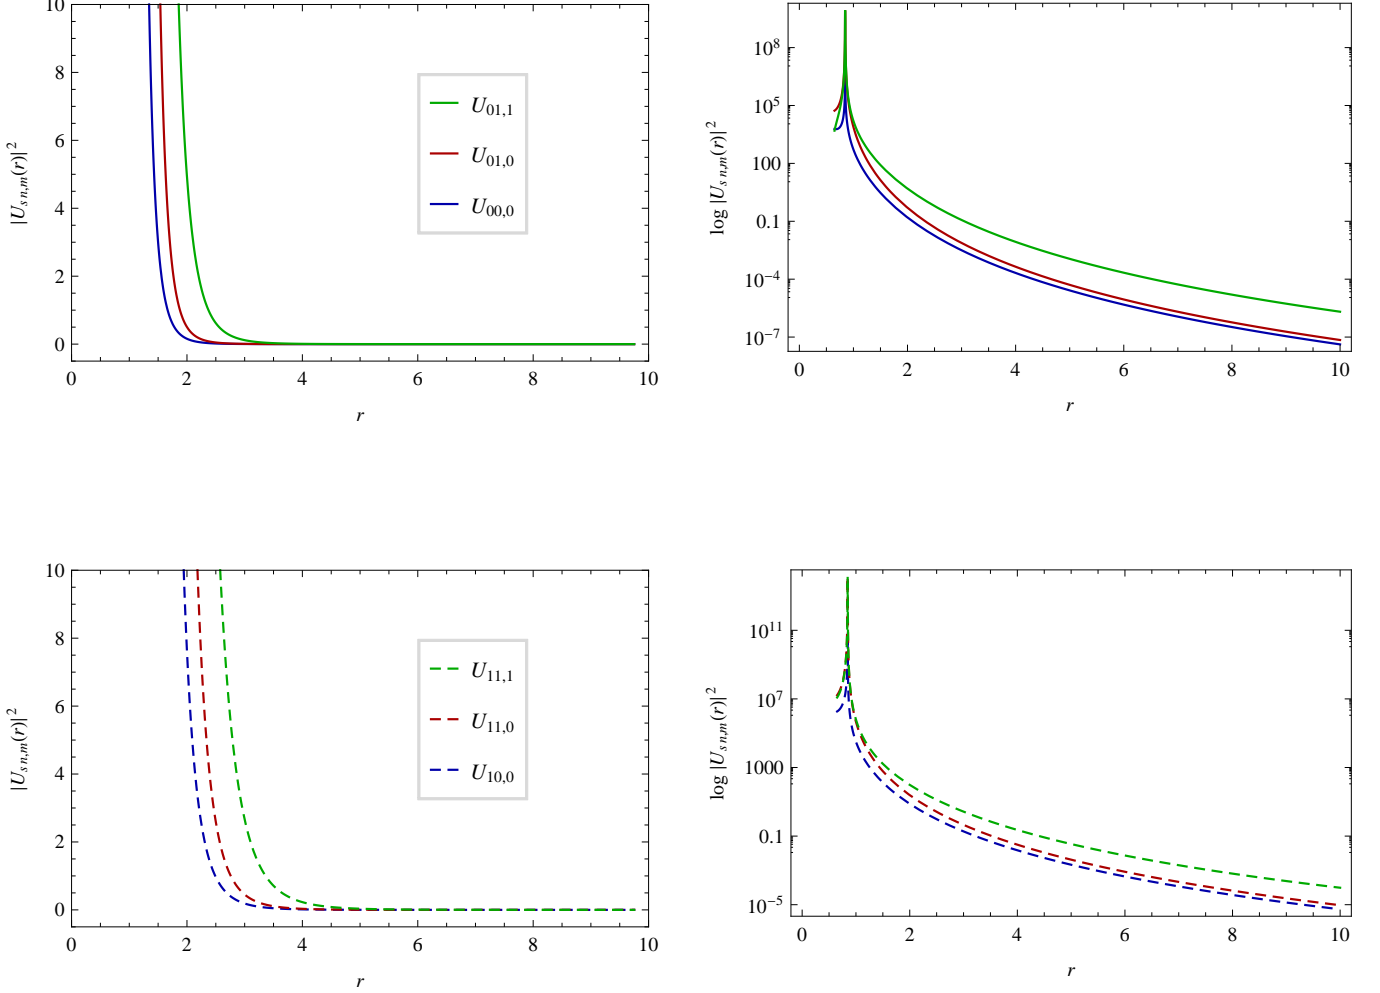 10
8
6
4
2
0
|U_{s n,m}(r)|^2
U_{01,1}
U_{01,0}
U_{00,0}
0 2 4 6 8 10
r
10^8
10^5
100
0.1
10^{-4}
10^{-7}
log |U_{s n,m}(r)|^2
0 2 4 6 8 10
r
10
8
6
4
2
0
|U_{s n,m}(r)|^2
U_{11,1}
U_{11,0}
U_{10,0}
0 2 4 6 8 10
r
10^{11}
10^7
1000
0.1
10^{-5}
log |U_{s n,m}(r)|^2
0 2 4 6 8 10
r